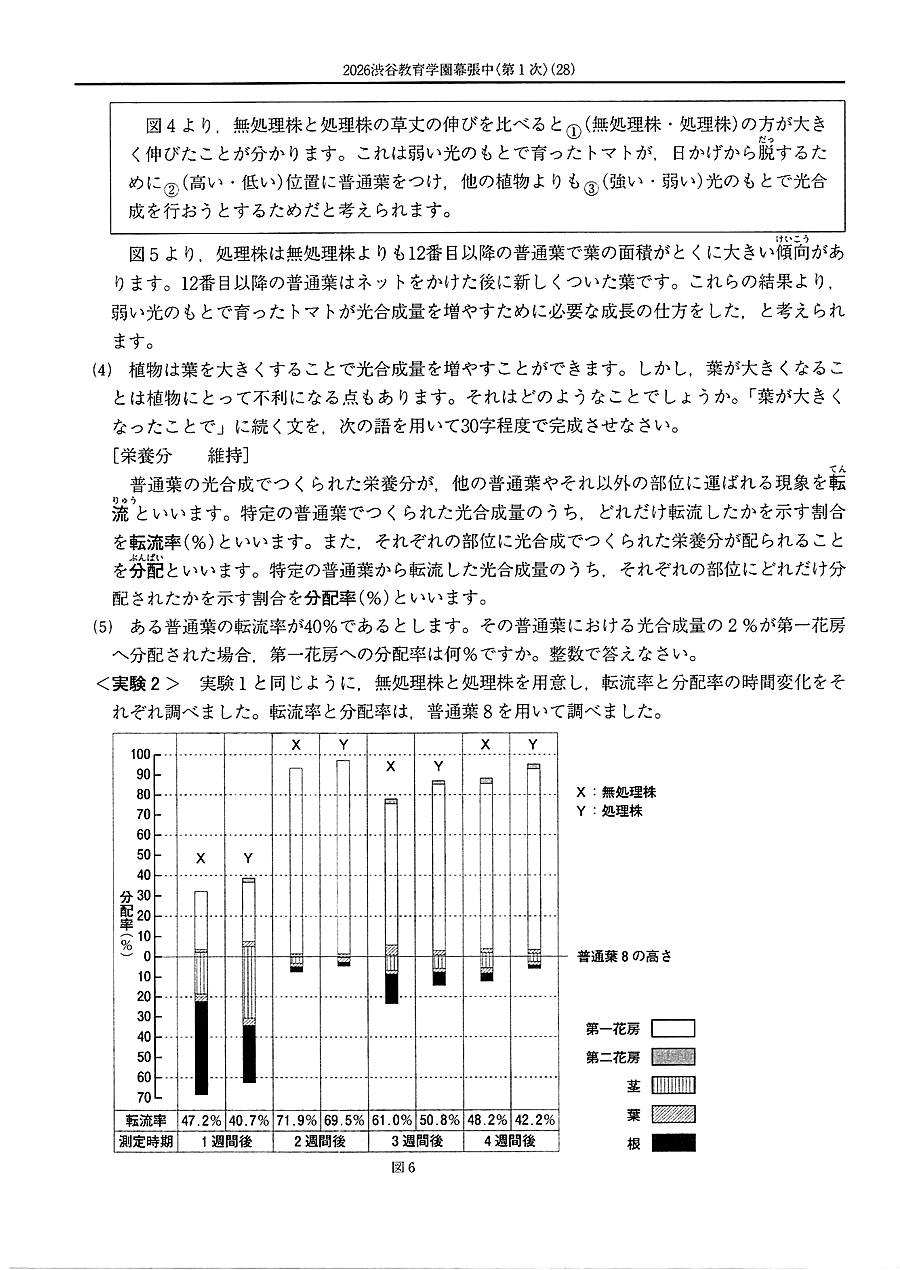 2026渋谷教育学園幕張中〈第1次〉(28)
図4より，無処理株と処理株の草丈の伸びを比べると①(無処理株・処理株)の方が大き
く伸びたことが分かります。これは弱い光のもとで育ったトマトが，日かげから脱するた
めに②(高い・低い)位置に普通葉をつけ，他の植物よりも③(強い・弱い)光のもとで光合
成を行おうとするためだと考えられます。
図5より，処理株は無処理株よりも12番目以降の普通葉で葉の面積がとくに大きい傾向があ
ります。12番目以降の普通葉はネットをかけた後に新しくついた葉です。これらの結果より，
弱い光のもとで育ったトマトが光合成量を増やすために必要な成長の仕方をした，と考えられ
ます。
(4) 植物は葉を大きくすることで光合成量を増やすことができます。しかし，葉が大きくなるこ
とは植物にとって不利になる点もあります。それはどのようなことでしょうか。「葉が大きく
なったことで」に続く文を，次の語を用いて30字程度で完成させなさい。
[栄養分　　維持]
普通葉の光合成でつくられた栄養分が，他の普通葉やそれ以外の部位に運ばれる現象を転
流といいます。特定の普通葉でつくられた光合成量のうち，どれだけ転流したかを示す割合
を転流率(％)といいます。また，それぞれの部位に光合成でつくられた栄養分が配られること
を分配といいます。特定の普通葉から転流した光合成量のうち，それぞれの部位にどれだけ分
配されたかを示す割合を分配率(％)といいます。
(5) ある普通葉の転流率が40％であるとします。その普通葉における光合成量の2％が第一花房
へ分配された場合，第一花房への分配率は何％ですか。整数で答えなさい。
＜実験2＞　実験1と同じように，無処理株と処理株を用意し，転流率と分配率の時間変化をそ
れぞれ調べました。転流率と分配率は，普通葉8を用いて調べました。
X Y X Y X Y X Y
分配率(%)
100
90
80
70
60
50
40
30
20
10
0
10
20
30
40
50
60
70
X：無処理株
Y：処理株
普通葉8の高さ
第一花房
第二花房
茎
葉
根
転流率 47.2% 40.7% 71.9% 69.5% 61.0% 50.8% 48.2% 42.2%
測定時期 1週間後 2週間後 3週間後 4週間後
図6